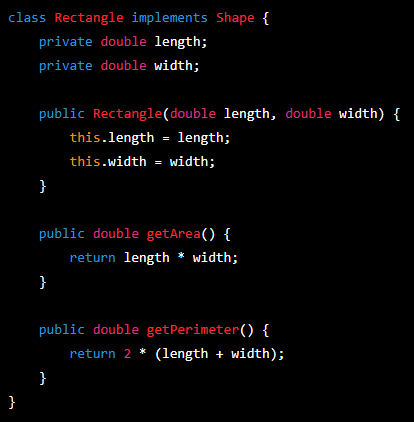 class Rectangle implements Shape {
    private double length;
    private double width;

    public Rectangle(double length, double width) {
        this.length = length;
        this.width = width;
    }

    public double getArea() {
        return length * width;
    }

    public double getPerimeter() {
        return 2 * (length + width);
    }
}